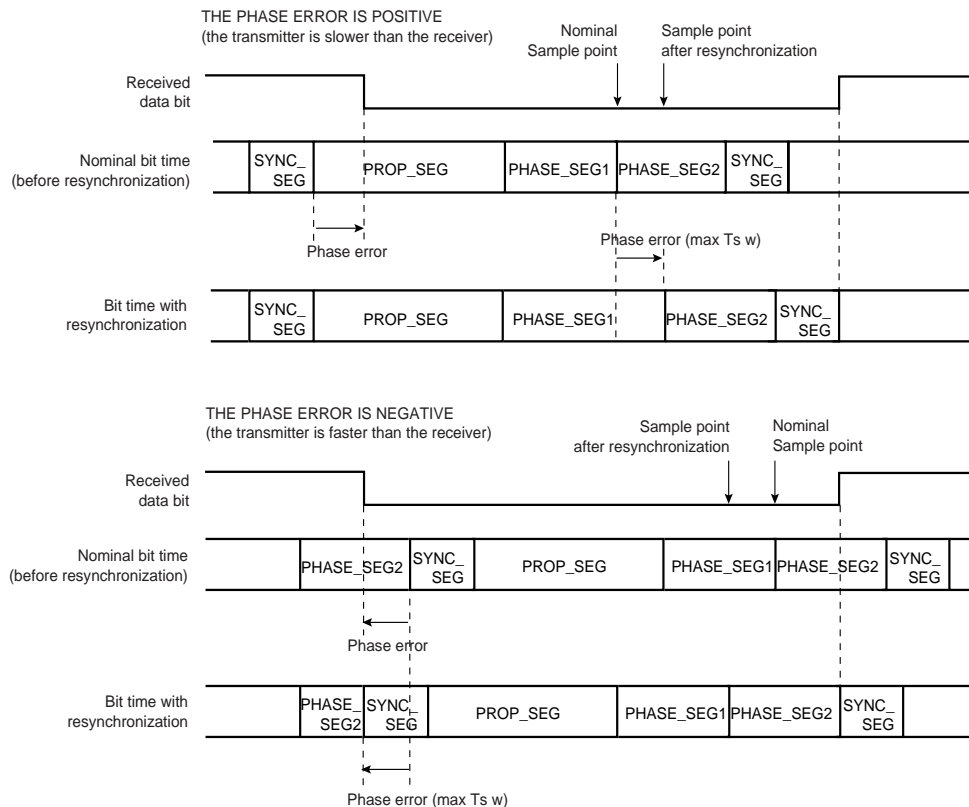 THE PHASE ERROR IS POSITIVE
(the transmitter is slower than the receiver)
Nominal
Sample point
Sample point
after resynchronization
Received
data bit
Nominal bit time
(before resynchronization)
SYNC_
SEG
PROP_SEG
PHASE_SEG1
PHASE_SEG2
SYNC_
SEG
Phase error
Phase error (max Ts w)
Bit time with
resynchronization
SYNC_
SEG
PROP_SEG
PHASE_SEG1
PHASE_SEG2
SYNC_
SEG
THE PHASE ERROR IS NEGATIVE
(the transmitter is faster than the receiver)
Sample point
after resynchronization
Nominal
Sample point
Received
data bit
Nominal bit time
(before resynchronization)
PHASE_SEG2
SYNC_
SEG
PROP_SEG
PHASE_SEG1
PHASE_SEG2
SYNC_
SEG
Phase error
Bit time with
resynchronization
PHASE_
SEG2
SYNC_
SEG
PROP_SEG
PHASE_SEG1
PHASE_SEG2
SYNC_
SEG
Phase error (max Ts w)